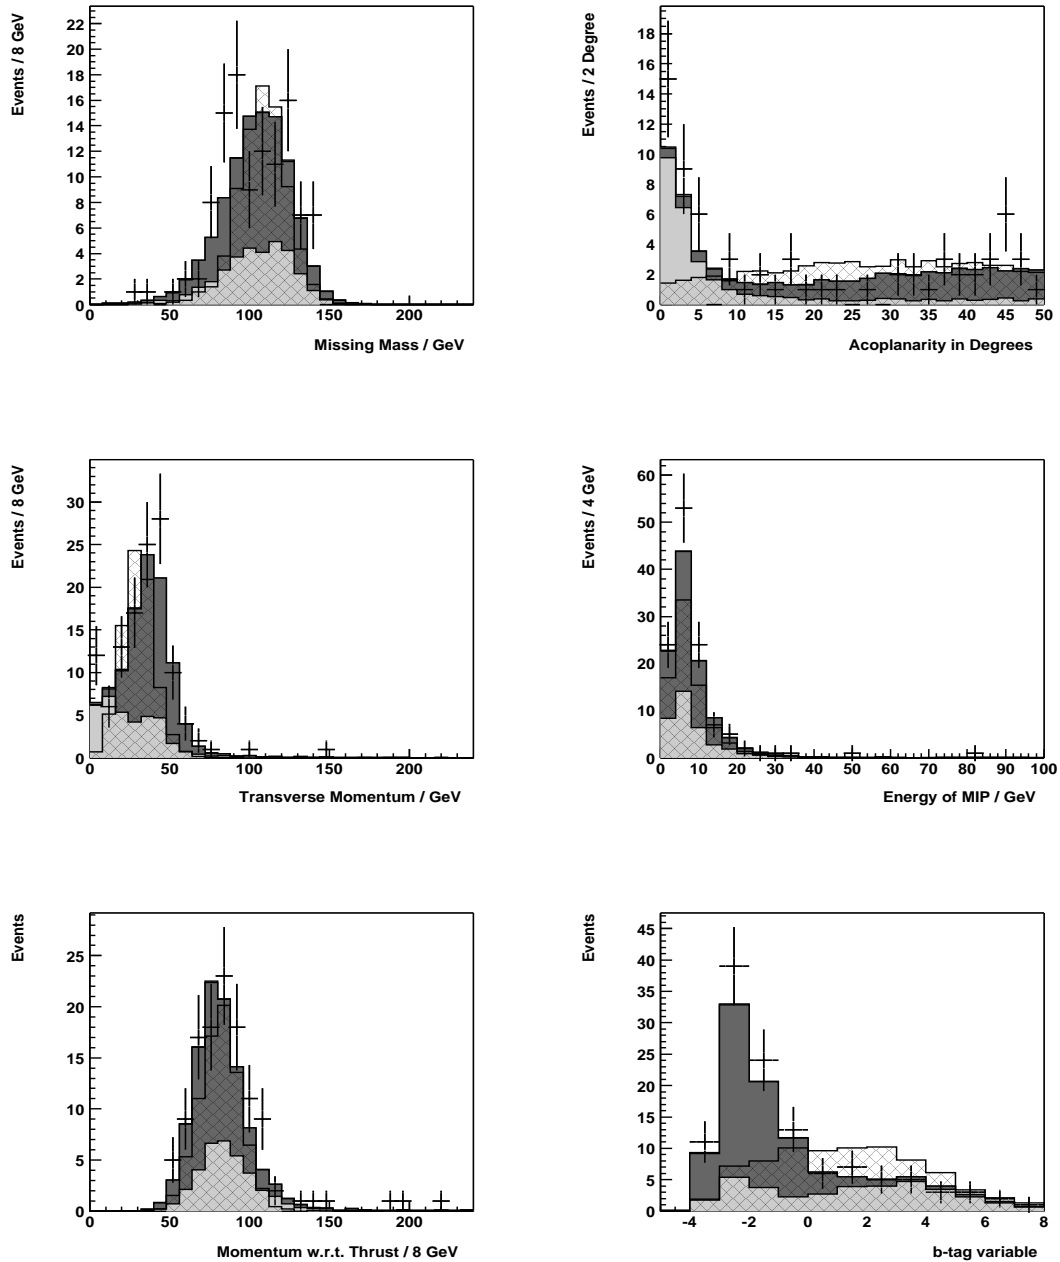 Events / 8 GeV
22
20
18
16
14
12
10
8
6
4
2
0
0 50 100 150 200
Missing Mass / GeV
Events / 2 Degree
18
16
14
12
10
8
6
4
2
0
0 5 10 15 20 25 30 35 40 45 50
Acoplanarity in Degrees
Events / 8 GeV
30
25
20
15
10
5
0
0 50 100 150 200
Transverse Momentum / GeV
Events / 4 GeV
60
50
40
30
20
10
0
0 10 20 30 40 50 60 70 80 90 100
Energy of MIP / GeV
Events
25
20
15
10
5
0
0 50 100 150 200
Momentum w.r.t. Thrust / 8 GeV
Events
45
40
35
30
25
20
15
10
5
0
-4 -2 0 2 4 6 8
b-tag variable